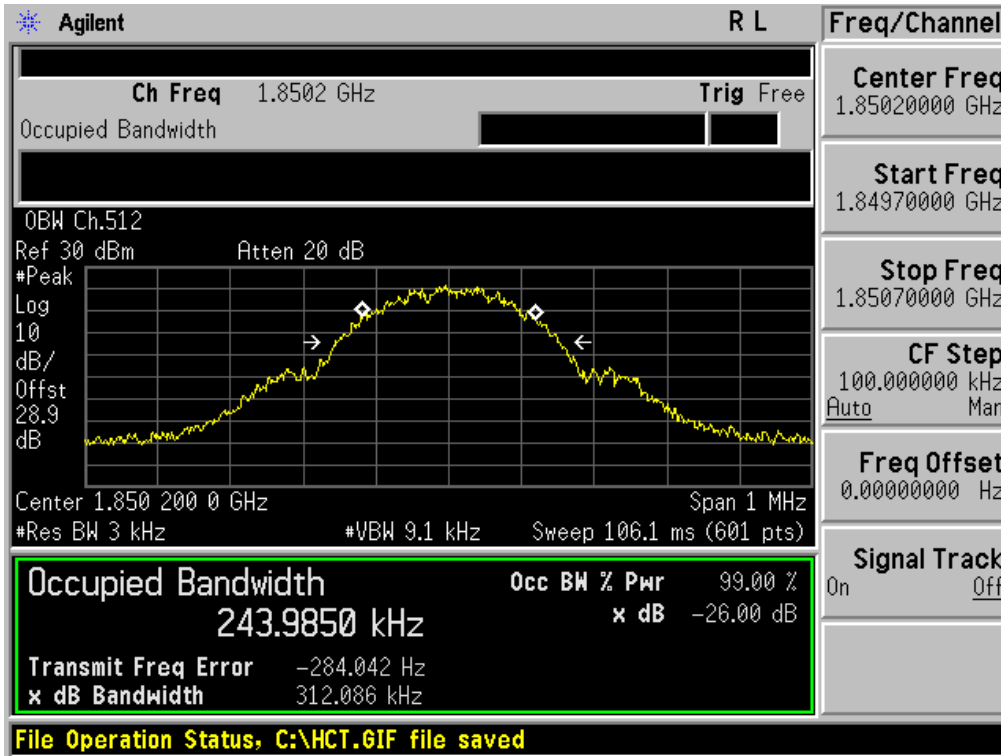 Agilent R L Freq/Channel
Ch Freq 1.8502 GHz Trig Free
Occupied Bandwidth
Center Freq
1.85020000 GHz
Start Freq
1.84970000 GHz
Stop Freq
1.85070000 GHz
CF Step
100.000000 kHz
Auto Man
Freq Offset
0.00000000 Hz
Signal Track
On Off
OBW Ch.512
Ref 30 dBm Atten 20 dB
#Peak
Log
10
dB/
Offst
28.9
dB
Center 1.850 200 0 GHz Span 1 MHz
#Res BW 3 kHz #VBW 9.1 kHz Sweep 106.1 ms (601 pts)
Occupied Bandwidth Occ BW % Pwr 99.00 %
243.9850 kHz x dB -26.00 dB
Transmit Freq Error -284.042 Hz
x dB Bandwidth 312.086 kHz
File Operation Status, C:\HCT.GIF file saved